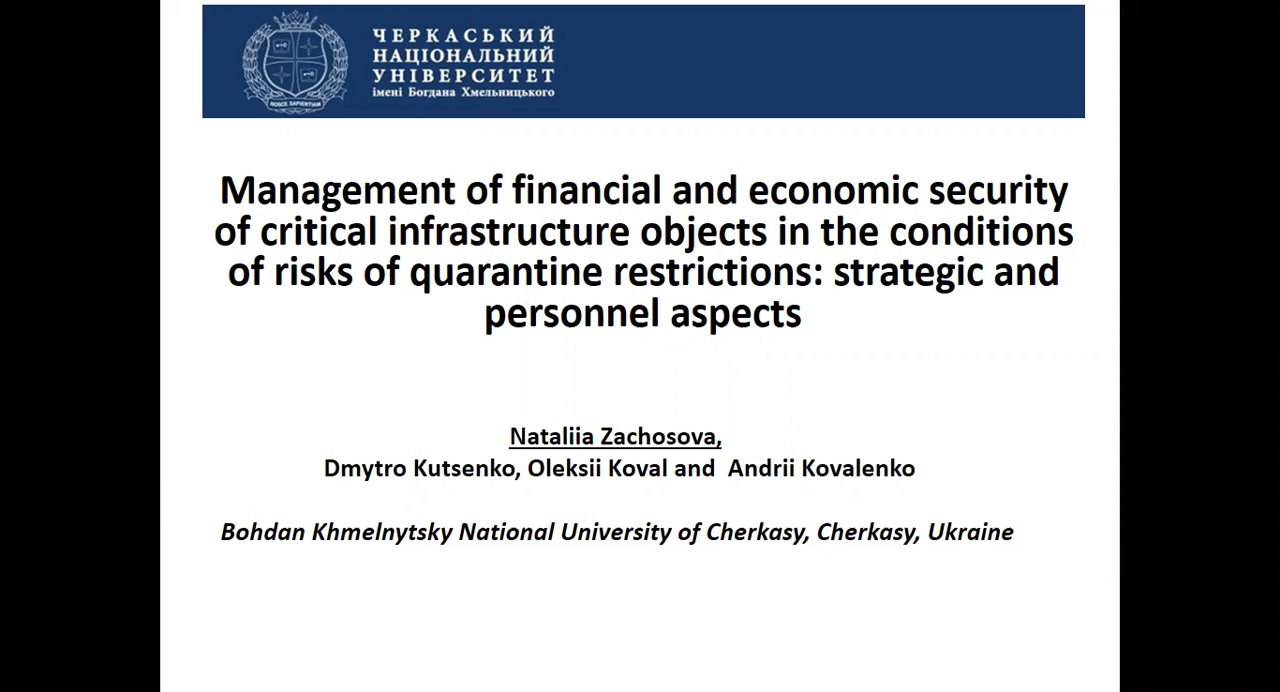 ЧЕРКАСЬКИЙ
НАЦІОНАЛЬНИЙ
УНІВЕРСИТЕТ
імені Богдана Хмельницького
NOSCE SAPIENTIAM
Management of financial and economic security
of critical infrastructure objects in the conditions
of risks of quarantine restrictions: strategic and
personnel aspects
Nataliia Zachosova,
Dmytro Kutsenko, Oleksii Koval and Andrii Kovalenko
Bohdan Khmelnytsky National University of Cherkasy, Cherkasy, Ukraine